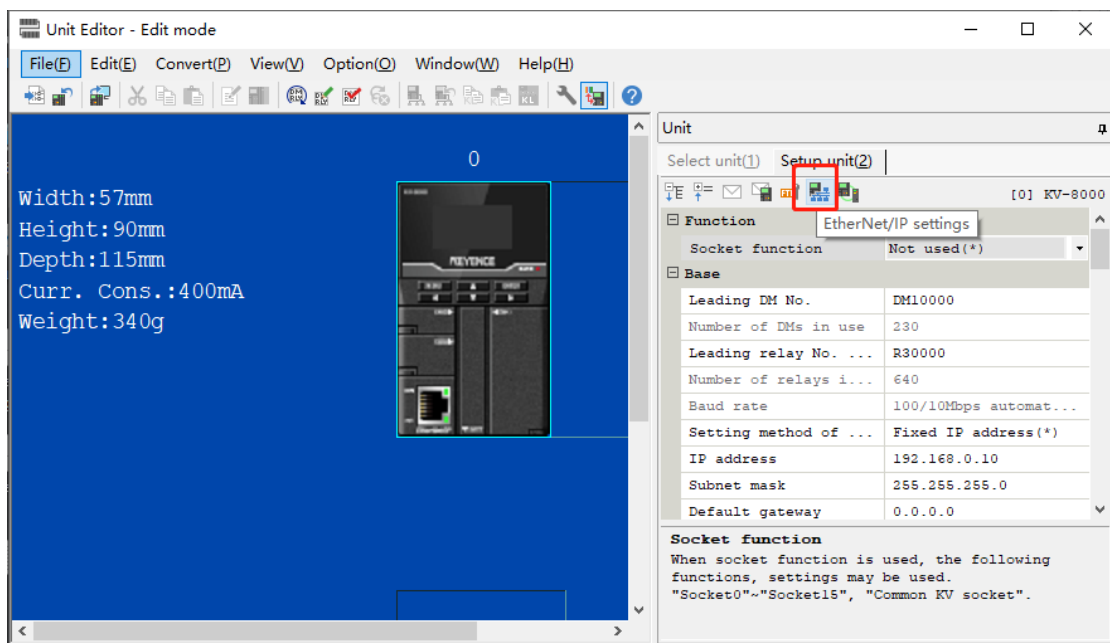 Unit Editor - Edit mode
File(F) Edit(E) Convert(P) View(V) Option(O) Window(W) Help(H)
Unit
Select unit(1) Setup unit(2)
[0] KV-8000
EtherNet/IP settings
Function
Socket function Not used(*)
Base
Leading DM No. DM10000
Number of DMs in use 230
Leading relay No. ... R30000
Number of relays i... 640
Baud rate 100/10Mbps automat...
Setting method of ... Fixed IP address(*)
IP address 192.168.0.10
Subnet mask 255.255.255.0
Default gateway 0.0.0.0
Socket function
When socket function is used, the following
functions, settings may be used.
"Socket0"~"Socket15", "Common KV socket".
0
Width:57mm
Height:90mm
Depth:115mm
Curr. Cons.:400mA
Weight:340g
KEYENCE